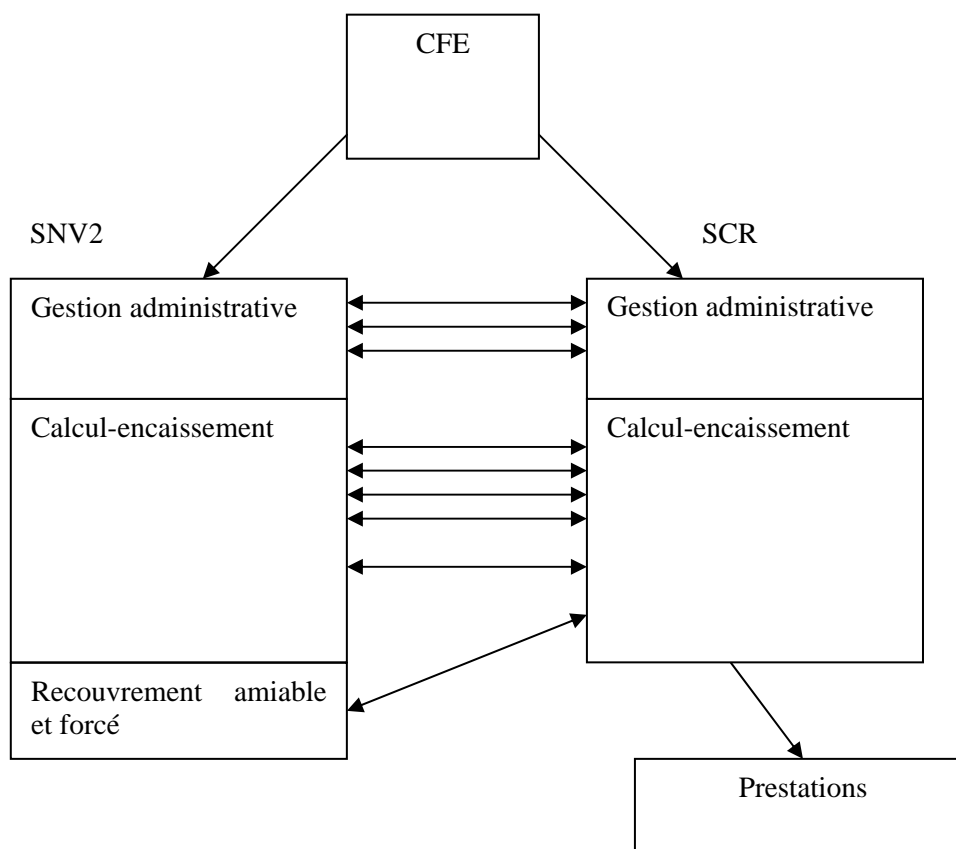 CFE
SNV2
SCR
Gestion administrative
Gestion administrative
Calcul-encaissement
Calcul-encaissement
Recouvrement amiable
et forcé
Prestations